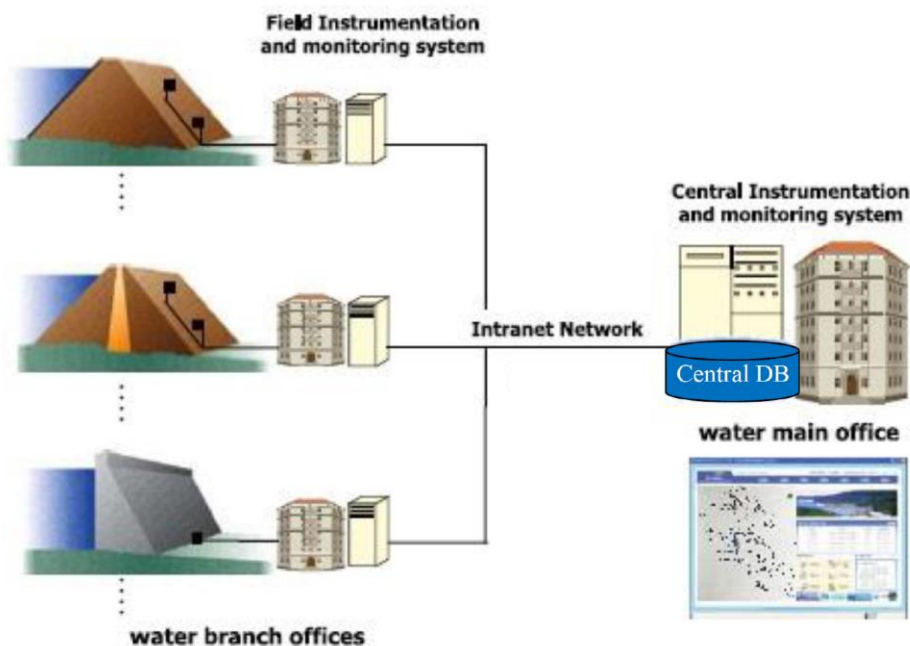 Field Instrumentation
and monitoring system
Central Instrumentation
and monitoring system
Intranet Network
Central DB
water main office
water branch offices